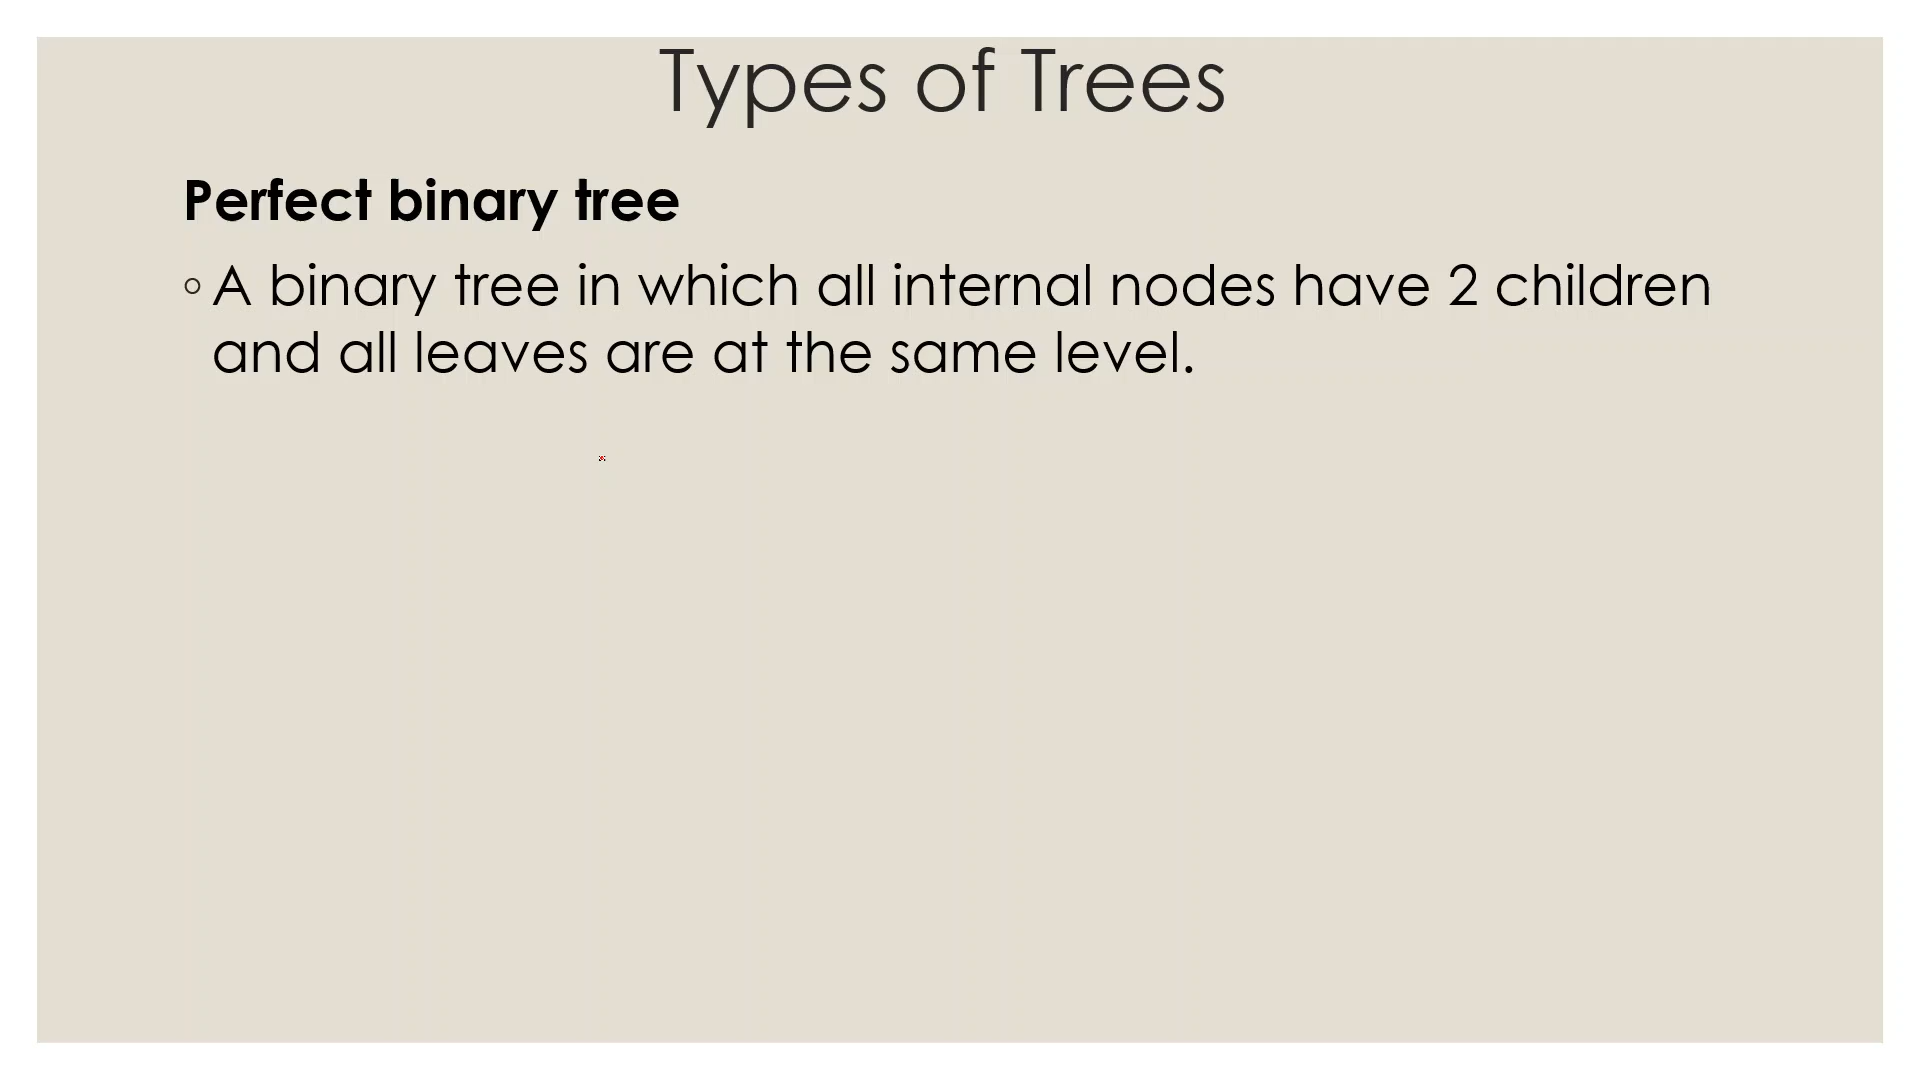 Types of Trees
Perfect binary tree
◦ A binary tree in which all internal nodes have 2 children
and all leaves are at the same level.